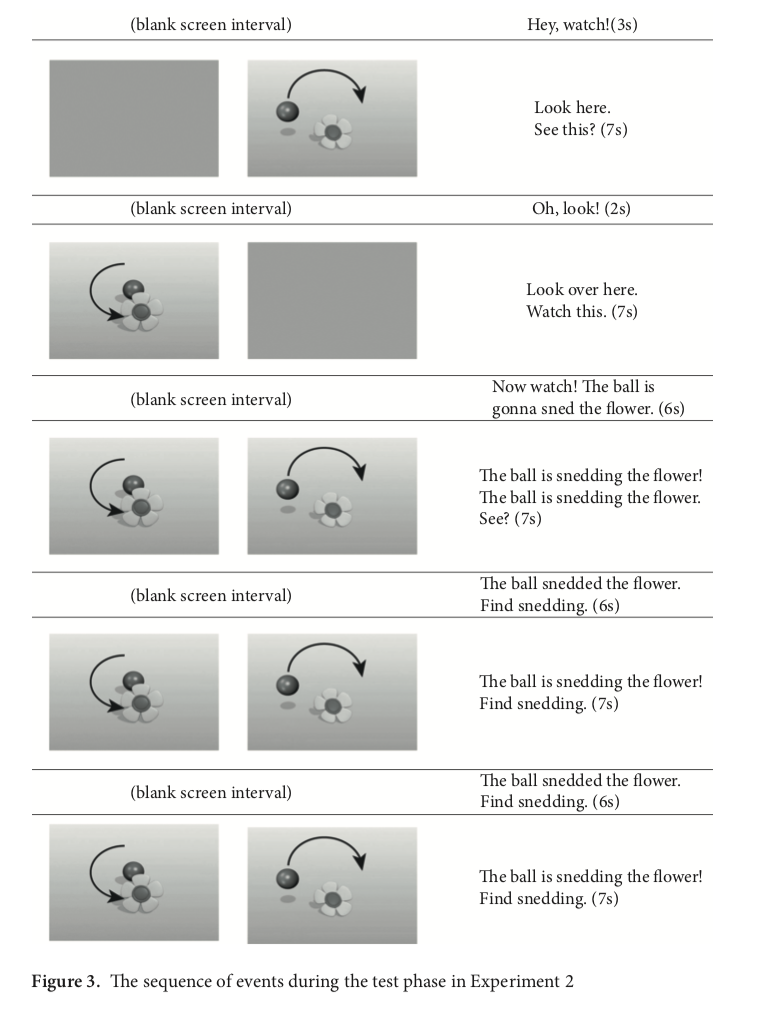 (blank screen interval) Hey, watch!(3s)
Look here.
See this? (7s)
(blank screen interval) Oh, look! (2s)
Look over here.
Watch this. (7s)
(blank screen interval)
Now watch! The ball is
gonna sned the flower. (6s)
The ball is snedding the flower!
The ball is snedding the flower.
See? (7s)
(blank screen interval)
The ball snedded the flower.
Find snedding. (6s)
The ball is snedding the flower!
Find snedding. (7s)
(blank screen interval)
The ball snedded the flower.
Find snedding. (6s)
The ball is snedding the flower!
Find snedding. (7s)
Figure 3. The sequence of events during the test phase in Experiment 2